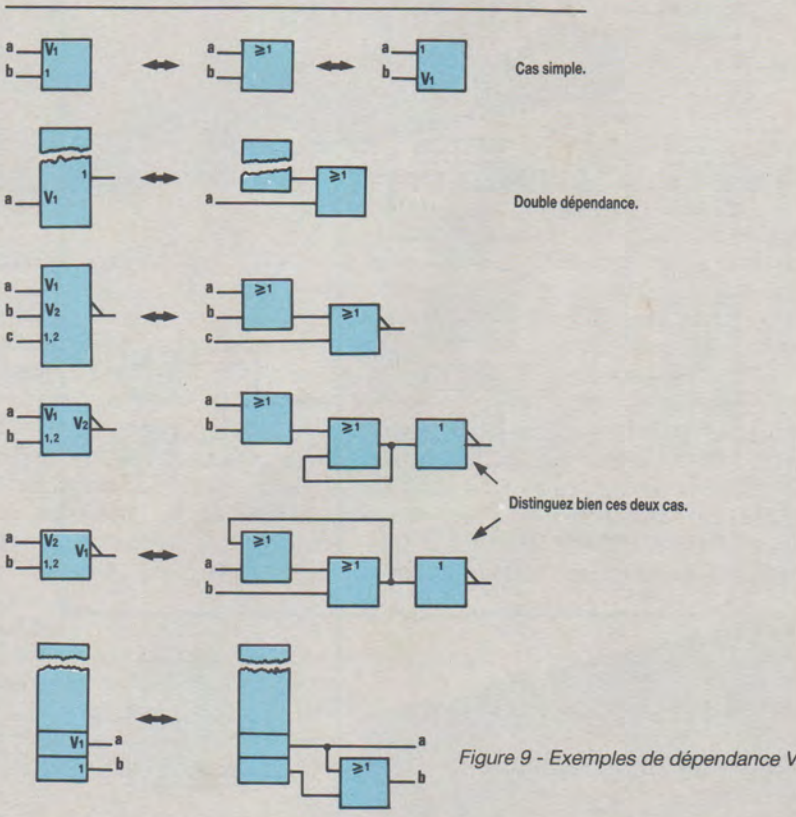 a V1 a ≥1 a 1
b 1 b b V1 Cas simple.
1 ≥1
a V1 a Double dépendance.
a V1 a ≥1
b V2 b ≥1
c 1,2 c
a V1 V2 a ≥1
b 1,2 b ≥1 1
Distinguez bien ces deux cas.
a V2 V1 ≥1 1
b 1,2 a ≥1
b
V1 a a
1 b ≥1 b
Figure 9 - Exemples de dépendance V